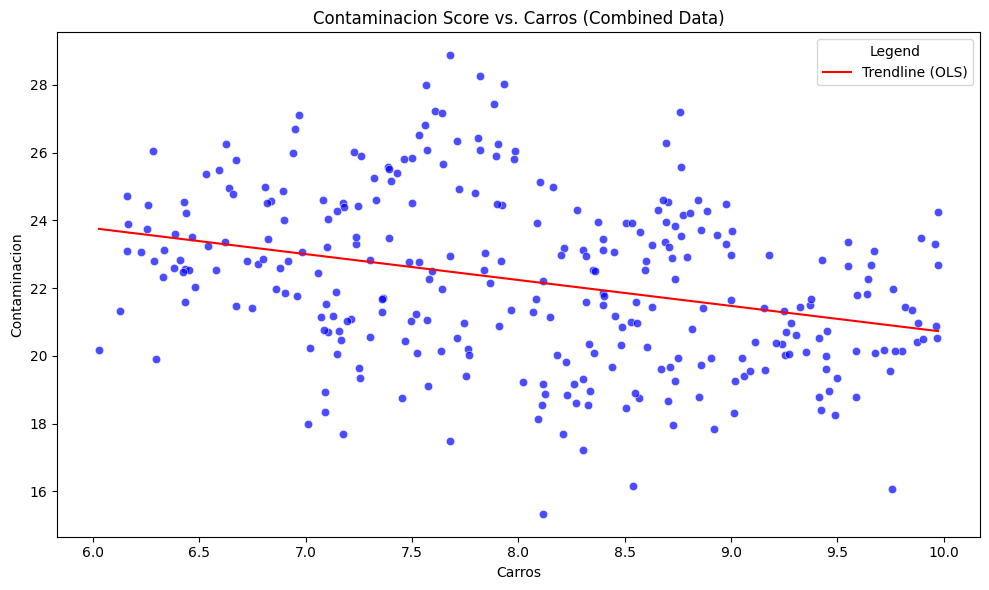 Contaminacion Score vs. Carros (Combined Data)
Legend
Trendline (OLS)
Contaminacion
28
26
24
22
20
18
16
6.0 6.5 7.0 7.5 8.0 8.5 9.0 9.5 10.0
Carros